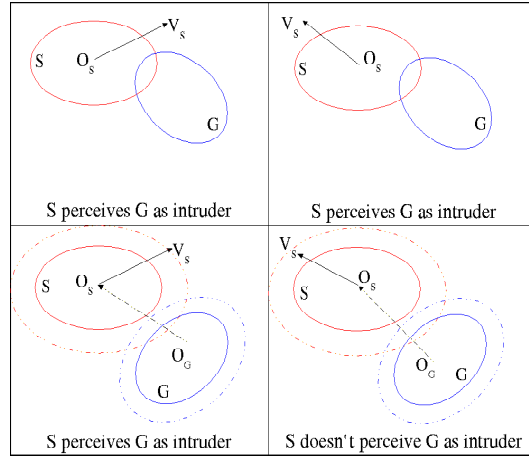 V_S
S
O_S
G
S perceives G as intruder
V_S
S
O_S
G
S perceives G as intruder
V_S
O_S
S
O_G
G
S perceives G as intruder
V_S
O_S
S
O_G
G
S doesn't perceive G as intruder